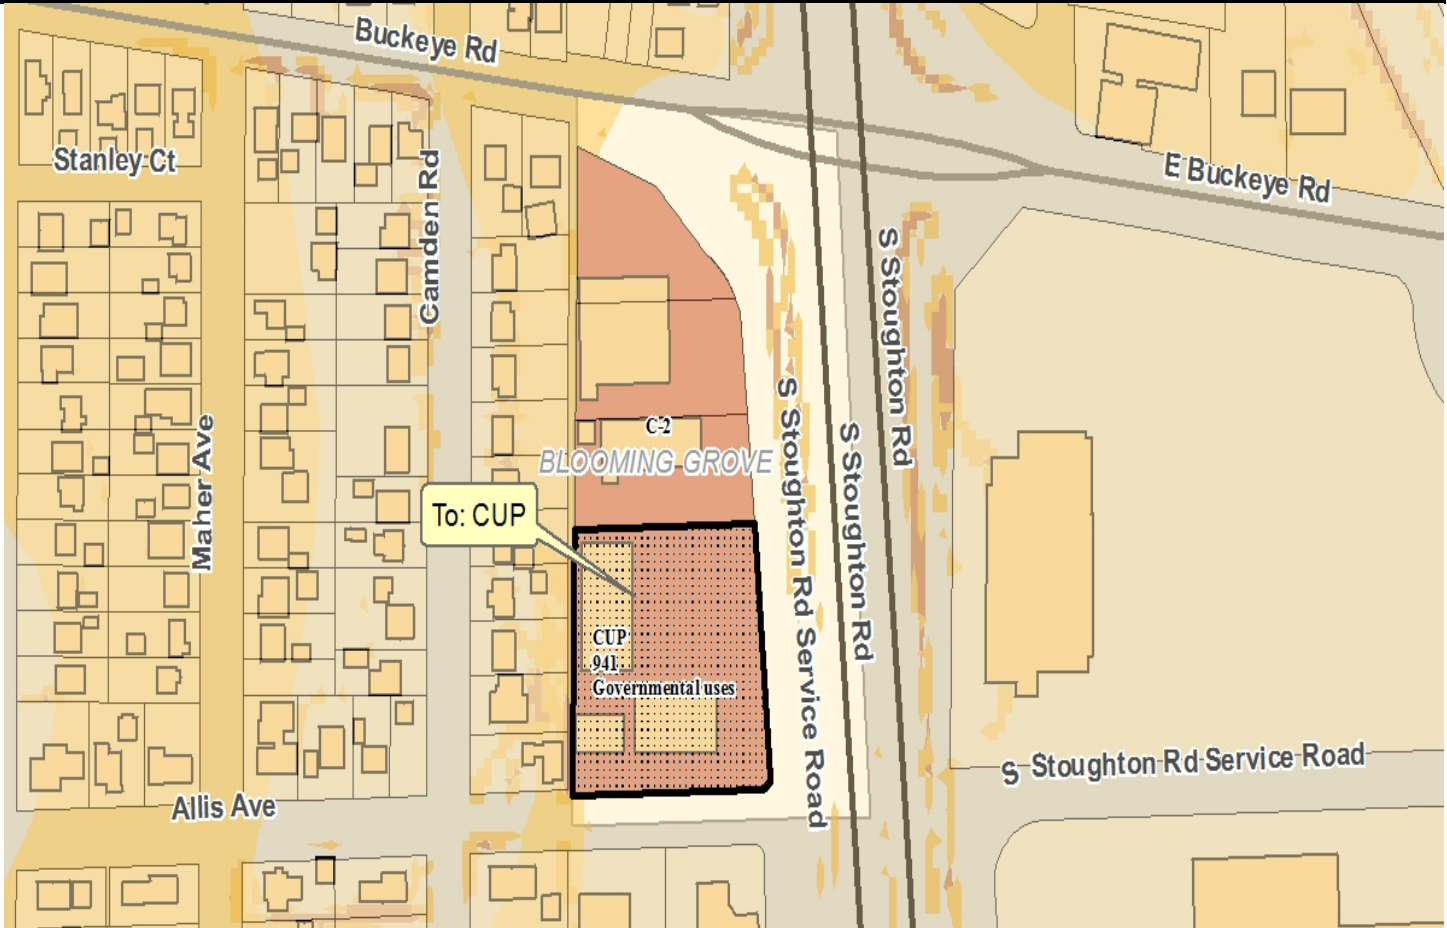 Buckeye Rd
Stanley Ct
E Buckeye Rd
Camden Rd
S Stoughton Rd
C-2
BLOOMING GROVE
Maher Ave
To: CUP
S Stoughton Rd Service Road
S Stoughton Rd
CUP
941
Governmental uses
S Stoughton Rd Service Road
Allis Ave